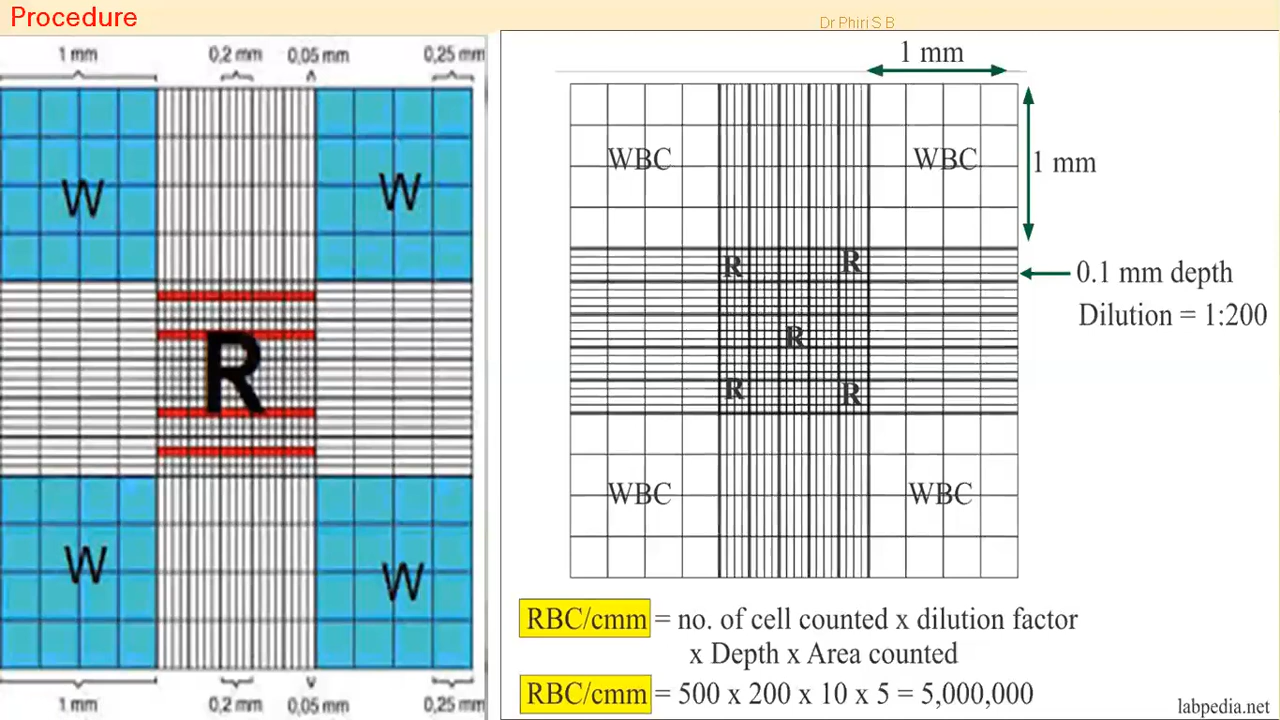 Procedure
Dr Phiri S B
1 mm 0,2 mm 0,05 mm 0,25 mm
W W
R
W W
1 mm 0,2 mm 0,05 mm 0,25 mm
1 mm
WBC WBC
1 mm
R R
0.1 mm depth
Dilution = 1:200
R
R R
WBC WBC
RBC/cmm = no. of cell counted x dilution factor
x Depth x Area counted
RBC/cmm = 500 x 200 x 10 x 5 = 5,000,000
labpedia.net